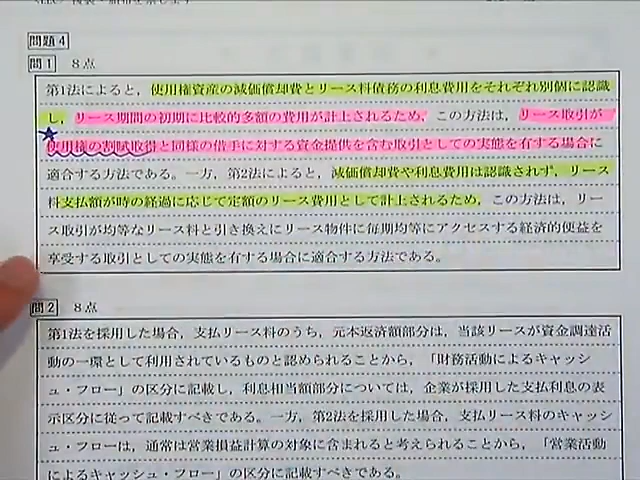 問題4
問1 8点
第1法によると，使用権資産の減価償却費とリース料債務の利息費用をそれぞれ別個に認識
し，リース期間の初期に比較的多額の費用が計上されるため，この方法は，リース取引が
使用権の割賦取得と同様の借手に対する資金提供を含む取引としての実態を有する場合に
適合する方法である。一方，第2法によると，減価償却費や利息費用は認識されず，リース
料支払額が時の経過に応じて定額のリース費用として計上されるため，この方法は，リー
ス取引が均等なリース料と引き換えにリース物件に毎期均等にアクセスする経済的便益を
享受する取引としての実態を有する場合に適合する方法である。
問2 8点
第1法を採用した場合，支払リース料のうち，元本返済額部分は，当該リースが資金調達活
動の一環として利用されているものと認められることから，「財務活動によるキャッシ
ュ・フロー」の区分に記載し，利息相当額部分については，企業が採用した支払利息の表
示区分に従って記載すべきである。一方，第2法を採用した場合，支払リース料のキャッシ
ュ・フローは，通常は営業損益計算の対象に含まれると考えられることから，「営業活動
によるキャッシュ・フロー」の区分に記載すべきである。